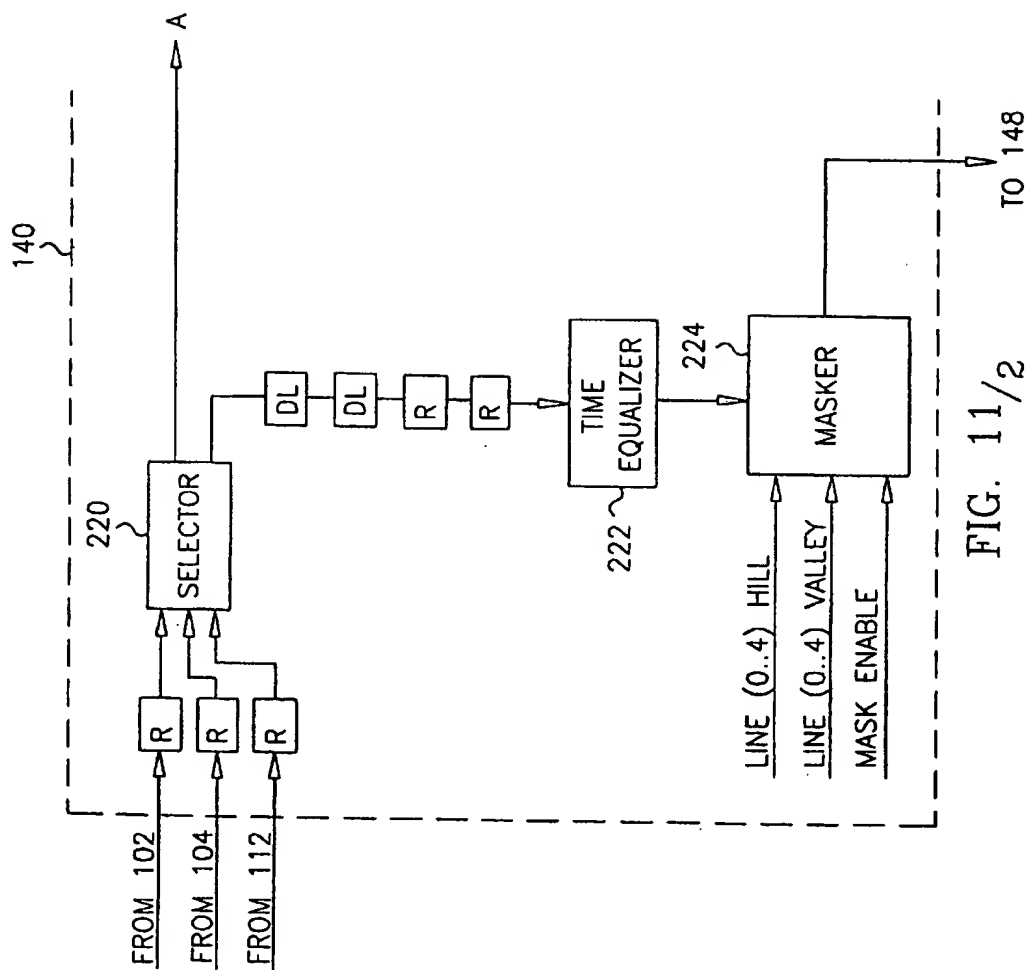 140
A
220
SELECTOR
R
R
R
FROM 102
FROM 104
FROM 112
DL
DL
R
R
TIME
EQUALIZER
222
224
MASKER
LINE (0..4) HILL
LINE (0..4) VALLEY
MASK ENABLE
TO 148
FIG. 11/2